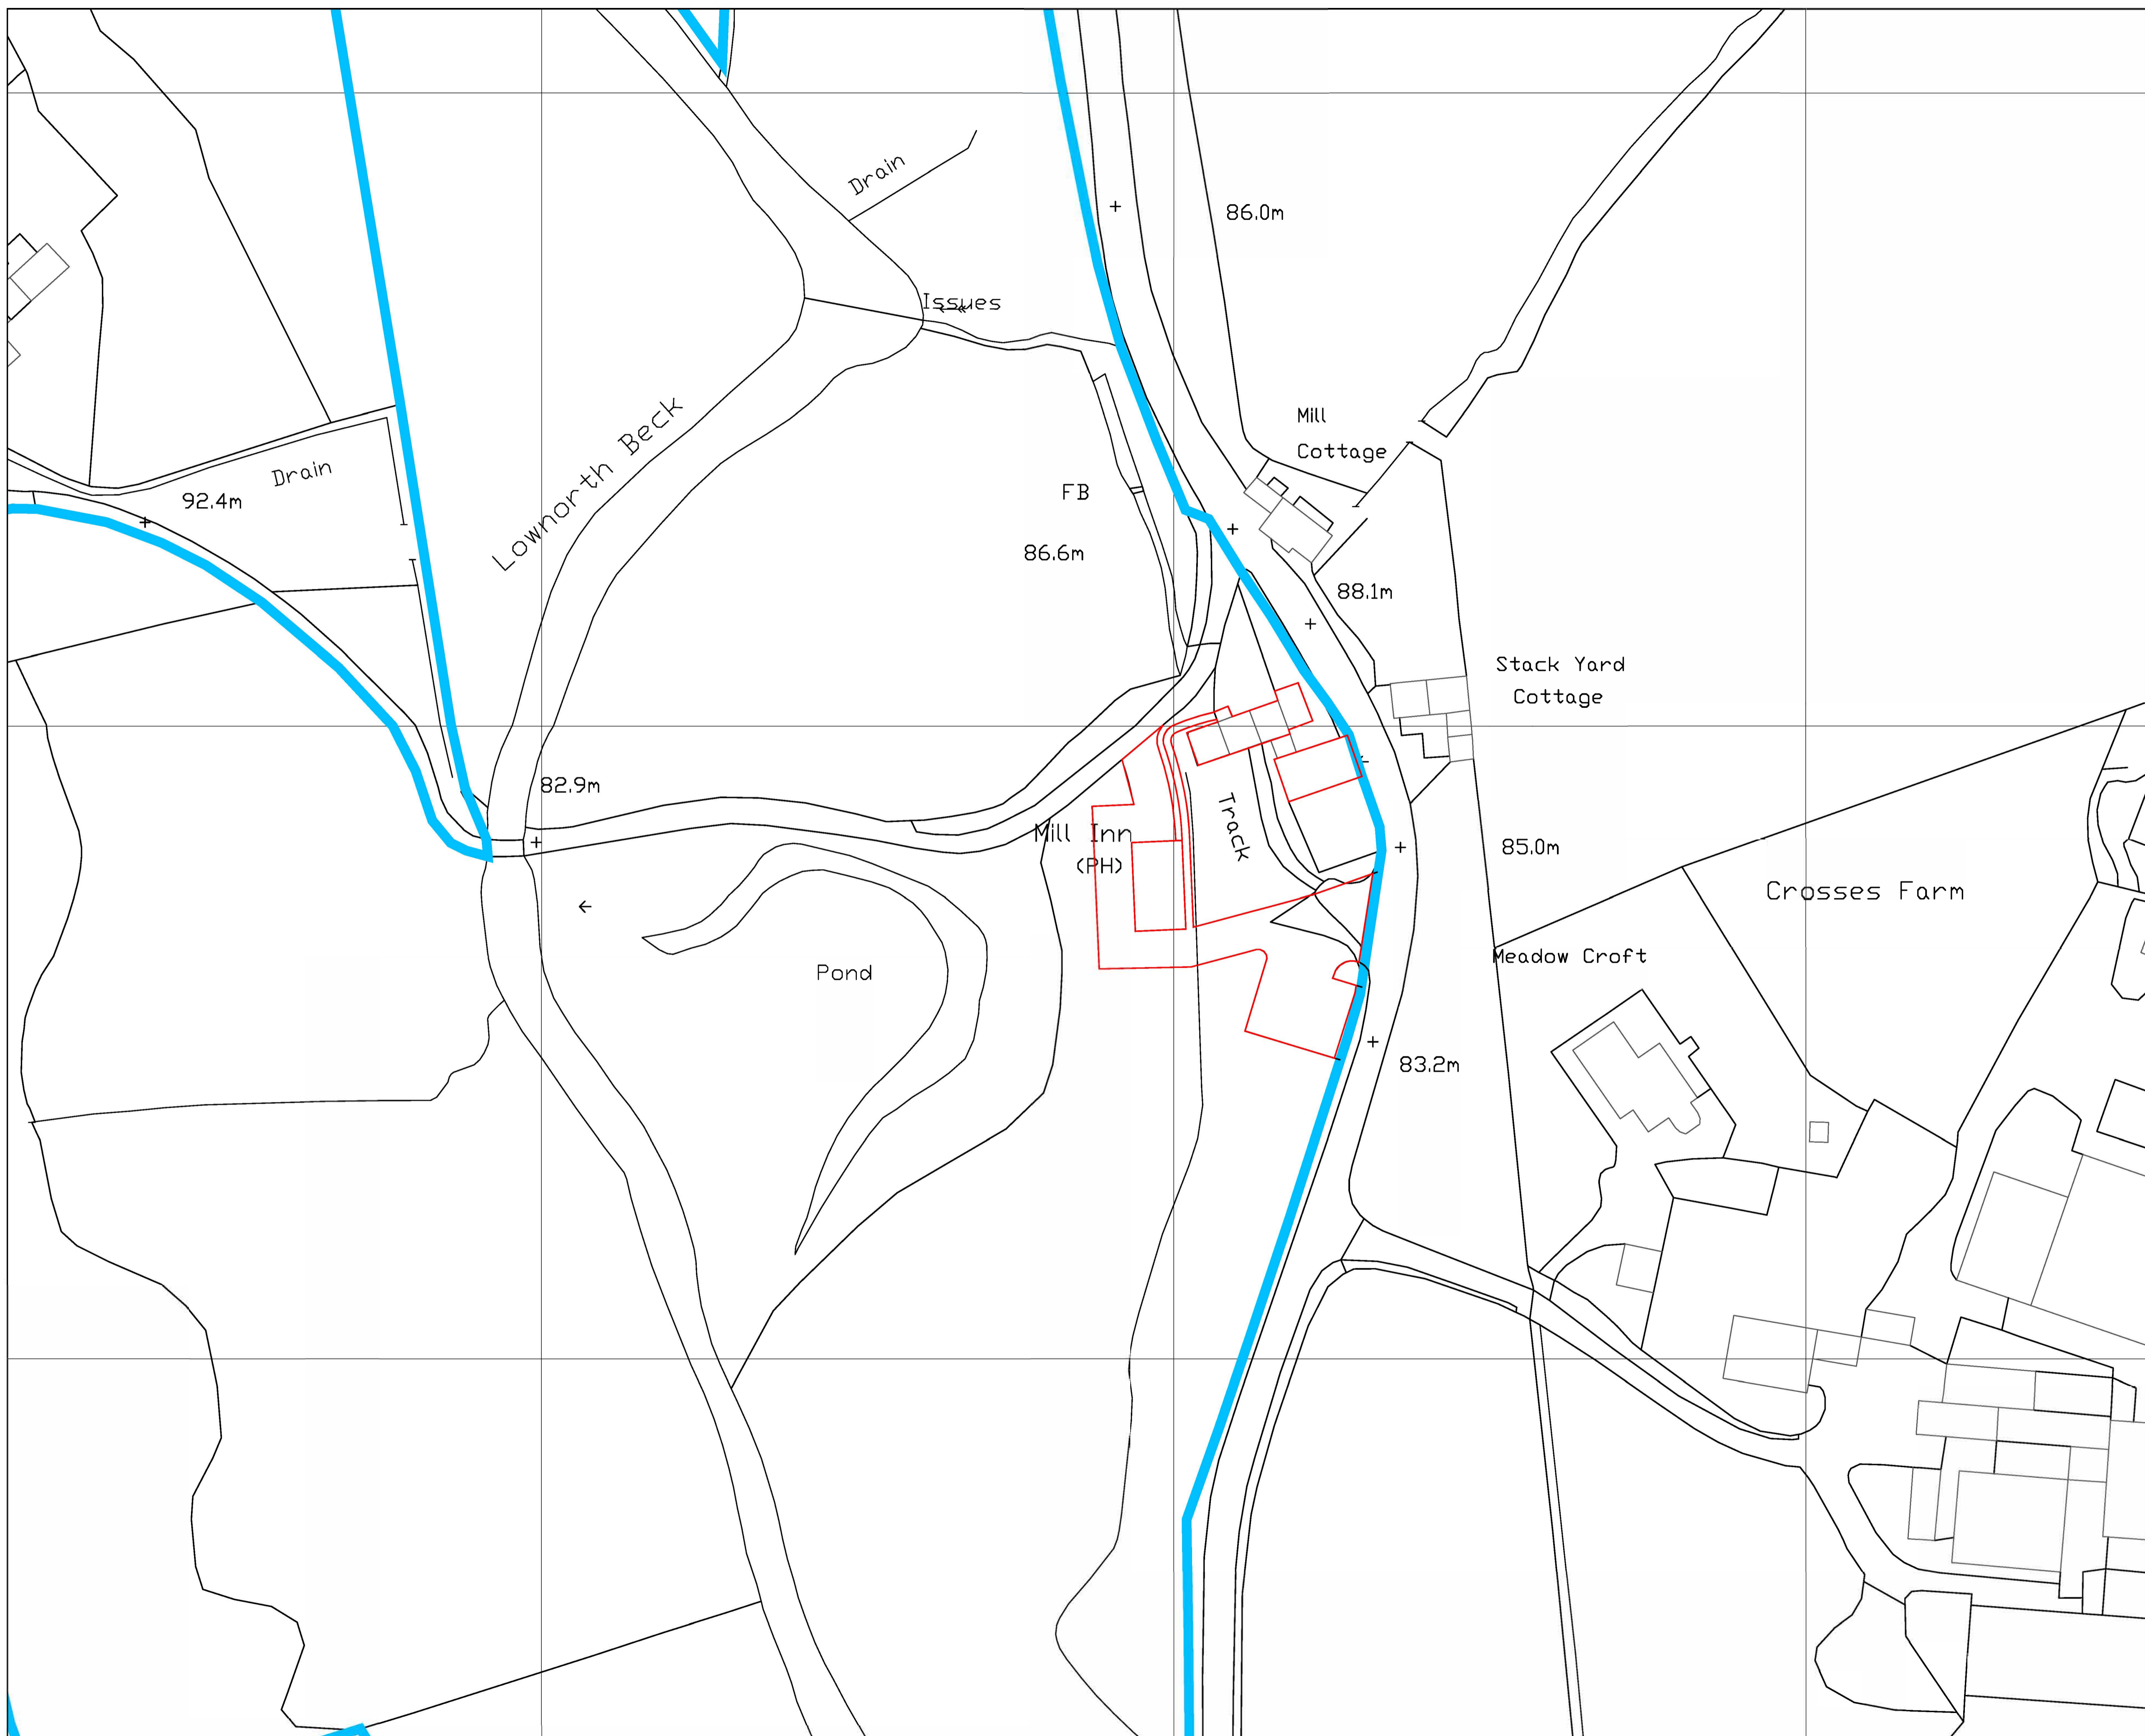 Drain
86.0m
Issues
Mill
Cottage
Lownorth Beck
Drain
92.4m
FB
86.6m
88.1m
Stack Yard
Cottage
82.9m
Track
Mill Inn
(PH)
85.0m
Crosses Farm
Meadow Croft
Pond
83.2m